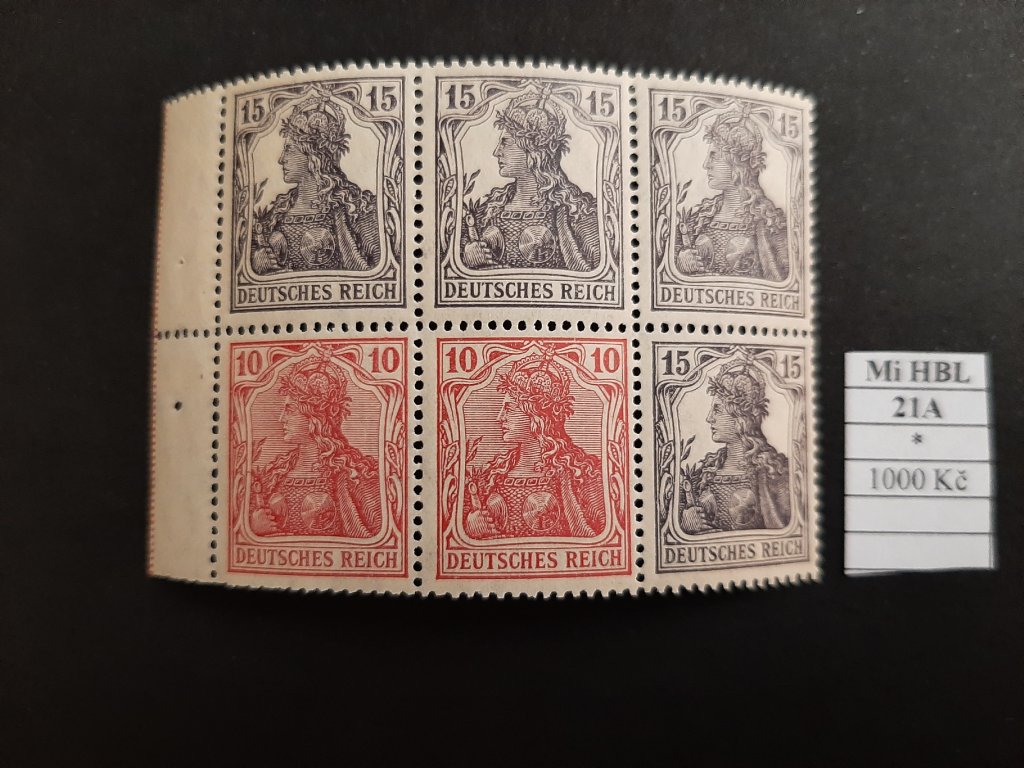 15 15 15 15 15 15
DEUTSCHES REICH DEUTSCHES REICH DEUTSCHES REICH
10 10 10 10 15 15
DEUTSCHES REICH DEUTSCHES REICH DEUTSCHES REICH
Mi HBL
21A
*
1000 Kč